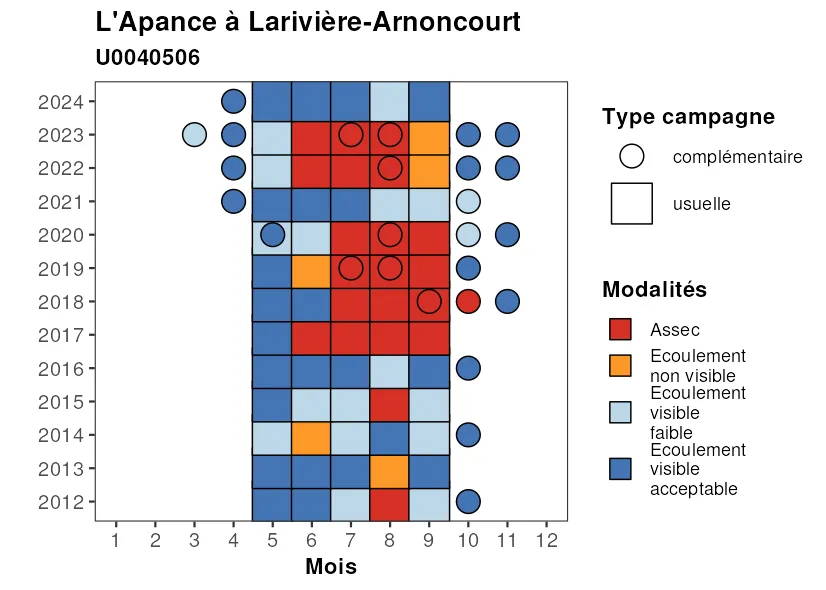 L'Apance à Larivière-Arnoncourt
U0040506
2024
2023
2022
2021
2020
2019
2018
2017
2016
2015
2014
2013
2012
1 2 3 4 5 6 7 8 9 10 11 12
Mois
Type campagne
complémentaire
usuelle
Modalités
Assec
Ecoulement
non visible
Ecoulement
visible
faible
Ecoulement
visible
acceptable